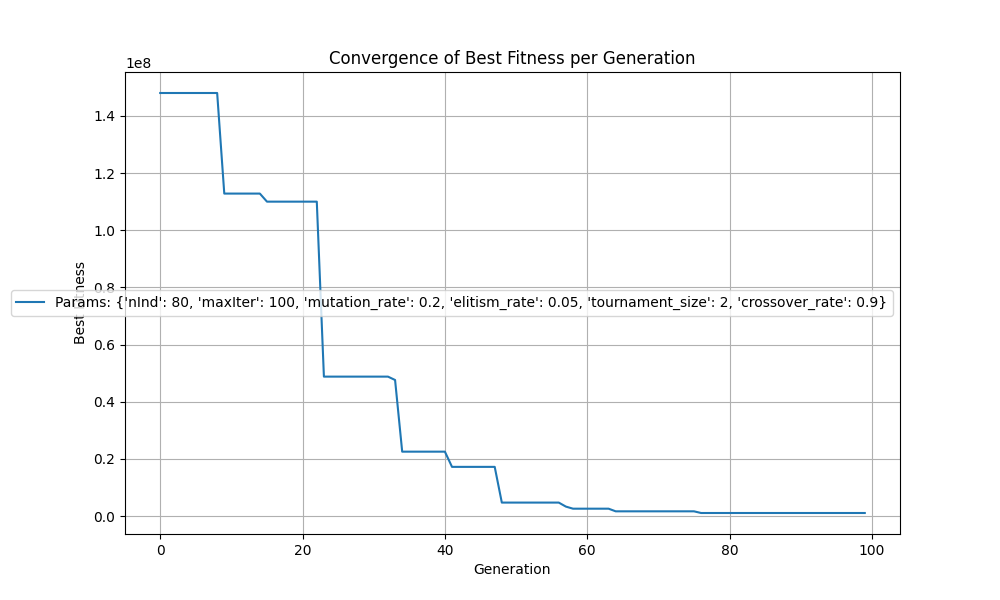 Convergence of Best Fitness per Generation
1e8
1.4
1.2
1.0
0.8
Params: {'nInd': 80, 'maxIter': 100, 'mutation_rate': 0.2, 'elitism_rate': 0.05, 'tournament_size': 2, 'crossover_rate': 0.9}
Best Fitness
0.6
0.4
0.2
0.0
0 20 40 60 80 100
Generation